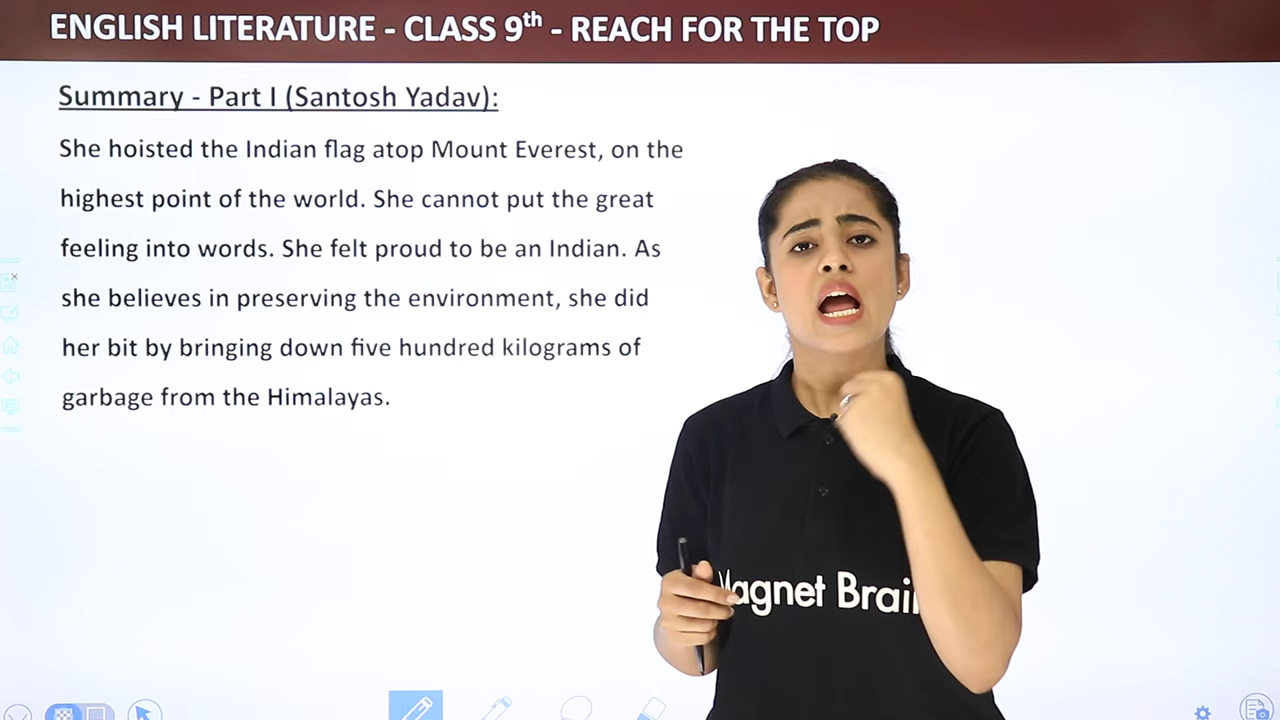 ENGLISH LITERATURE - CLASS 9th - REACH FOR THE TOP
Summary - Part I (Santosh Yadav):
She hoisted the Indian flag atop Mount Everest, on the
highest point of the world. She cannot put the great
feeling into words. She felt proud to be an Indian. As
she believes in preserving the environment, she did
her bit by bringing down five hundred kilograms of
garbage from the Himalayas.
Magnet Brai